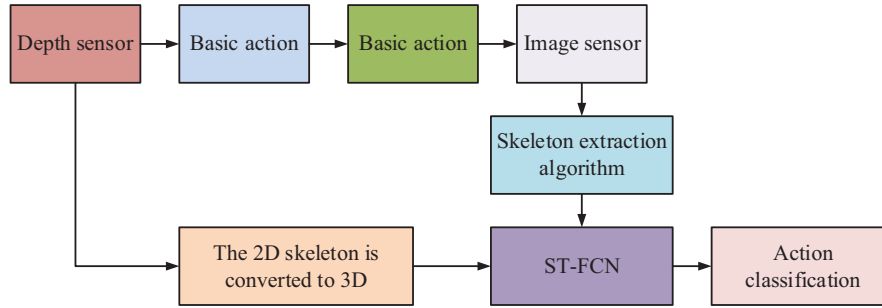 Depth sensor
Basic action
Basic action
Image sensor
Skeleton extraction
algorithm
The 2D skeleton is
converted to 3D
ST-FCN
Action
classification